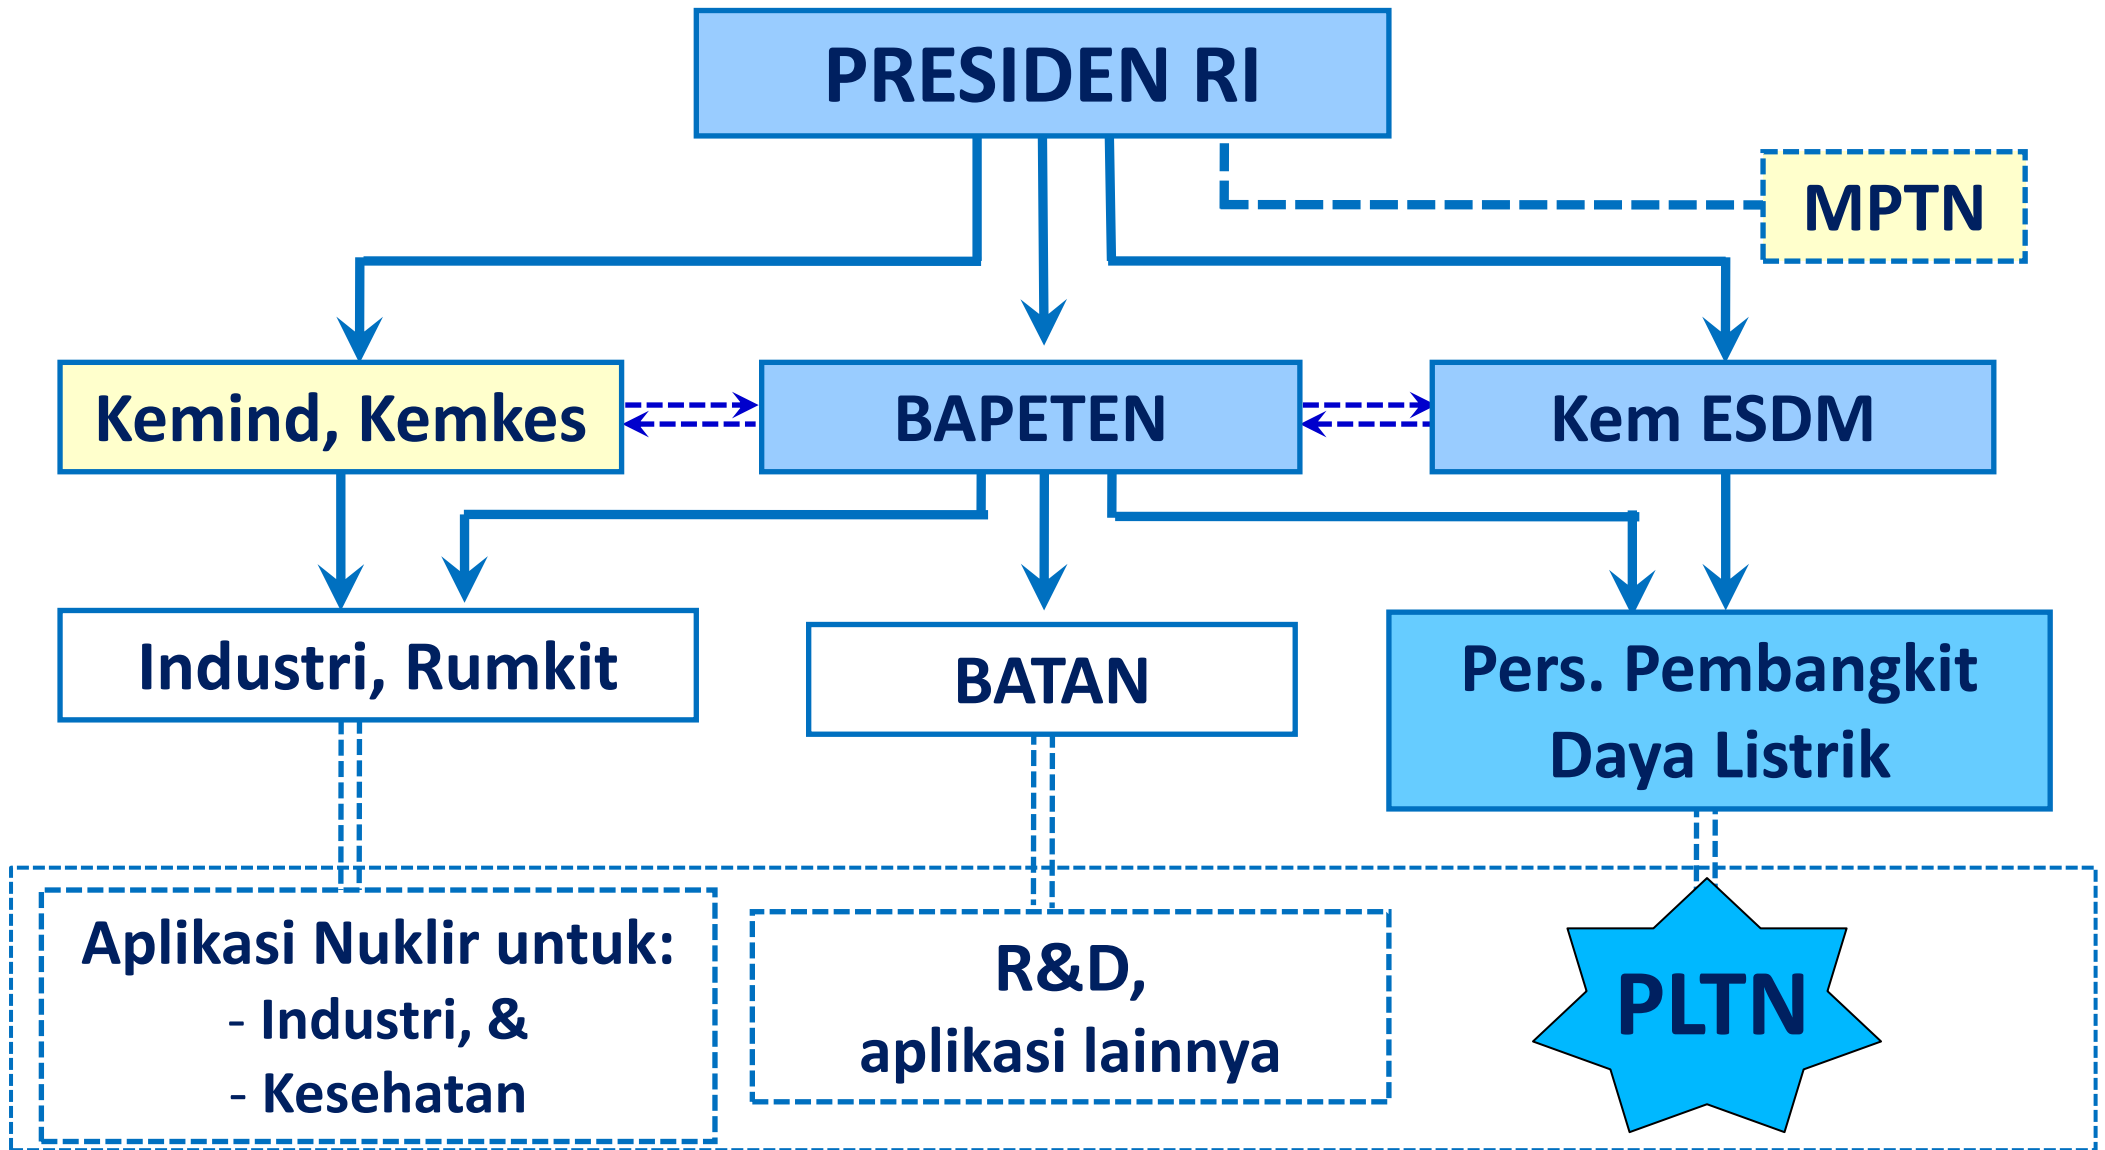 PRESIDEN RI
MPTN
Kemind, Kemkes
BAPETEN
Kem ESDM
Industri, Rumkit
BATAN
Pers. Pembangkit
Daya Listrik
Aplikasi Nuklir untuk:
- Industri, &
- Kesehatan
R&D,
aplikasi lainnya
PLTN